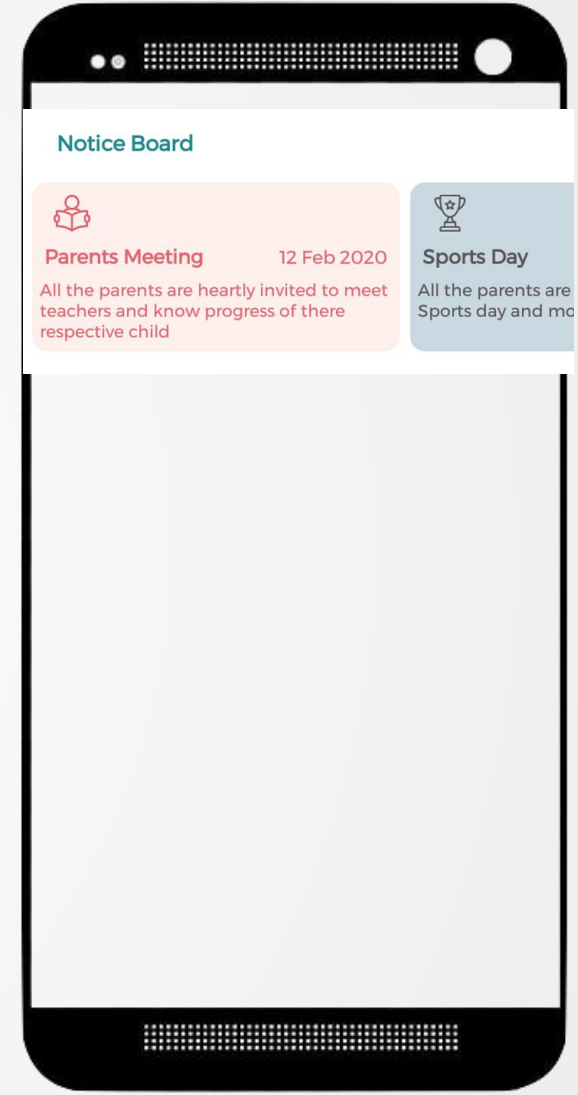 Notice Board
Parents Meeting 12 Feb 2020
All the parents are heartly invited to meet
teachers and know progress of there
respective child
Sports Day
All the parents are
Sports day and mo